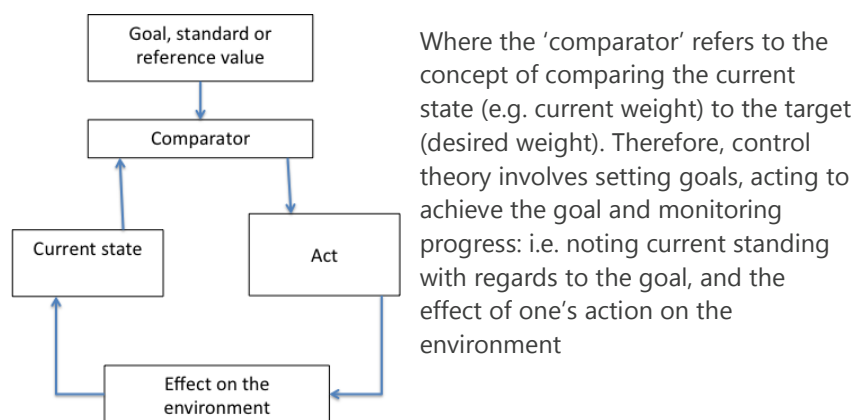 Goal, standard or
reference value
Comparator
Current state
Act
Effect on the
environment
Where the ‘comparator’ refers to the
concept of comparing the current
state (e.g. current weight) to the target
(desired weight). Therefore, control
theory involves setting goals, acting to
achieve the goal and monitoring
progress: i.e. noting current standing
with regards to the goal, and the
effect of one’s action on the
environment